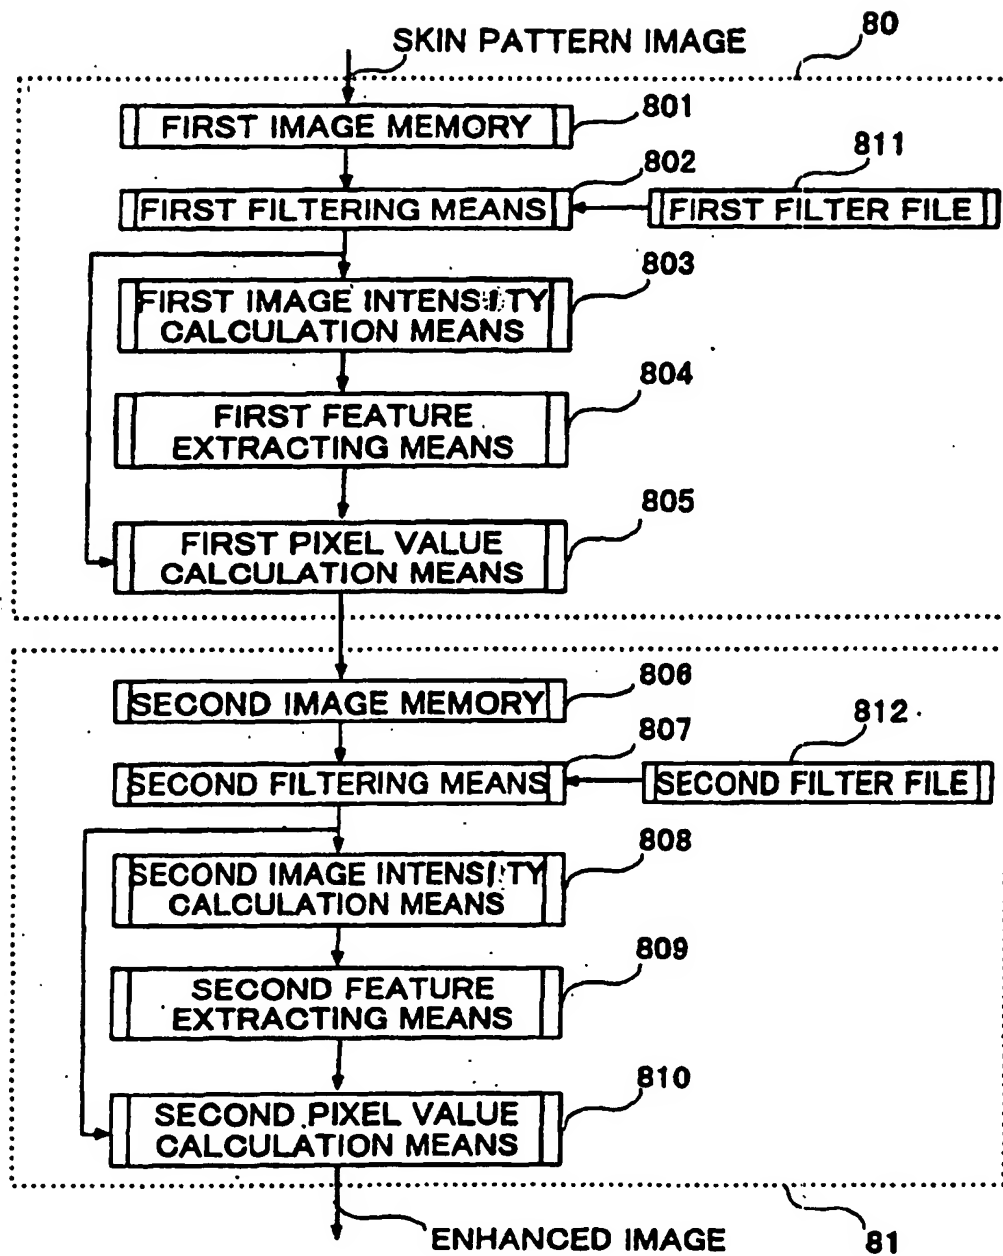 SKIN PATTERN IMAGE
80
FIRST IMAGE MEMORY
801
FIRST FILTERING MEANS
802
FIRST FILTER FILE
811
FIRST IMAGE INTENSITY
CALCULATION MEANS
803
FIRST FEATURE
EXTRACTING MEANS
804
FIRST PIXEL VALUE
CALCULATION MEANS
805
SECOND IMAGE MEMORY
806
SECOND FILTERING MEANS
807
SECOND FILTER FILE
812
SECOND IMAGE INTENSITY
CALCULATION MEANS
808
SECOND FEATURE
EXTRACTING MEANS
809
SECOND PIXEL VALUE
CALCULATION MEANS
810
ENHANCED IMAGE
81